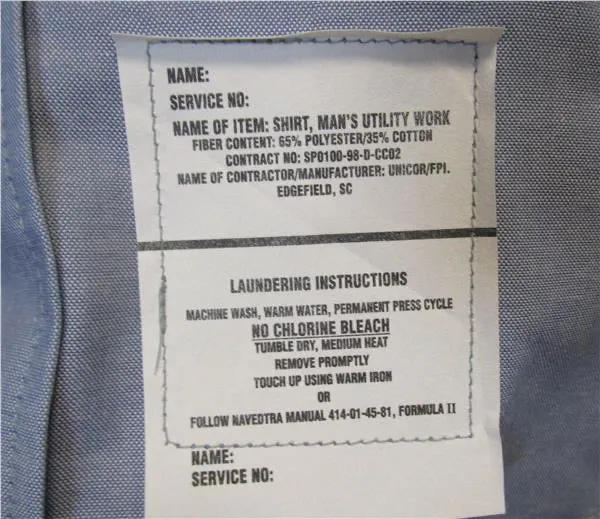 NAME:
SERVICE NO:
NAME OF ITEM: SHIRT, MAN'S UTILITY WORK
FIBER CONTENT: 65% POLYESTER/35% COTTON
CONTRACT NO: SP0100-98-D-CC02
NAME OF CONTRACTOR/MANUFACTURER: UNICOR/FPI.
EDGEFIELD, SC
LAUNDERING INSTRUCTIONS
MACHINE WASH, WARM WATER, PERMANENT PRESS CYCLE
NO CHLORINE BLEACH
TUMBLE DRY, MEDIUM HEAT
REMOVE PROMPTLY
TOUCH UP USING WARM IRON
OR
FOLLOW NAVEDTRA MANUAL 414-01-45-81, FORMULA II
NAME:
SERVICE NO: